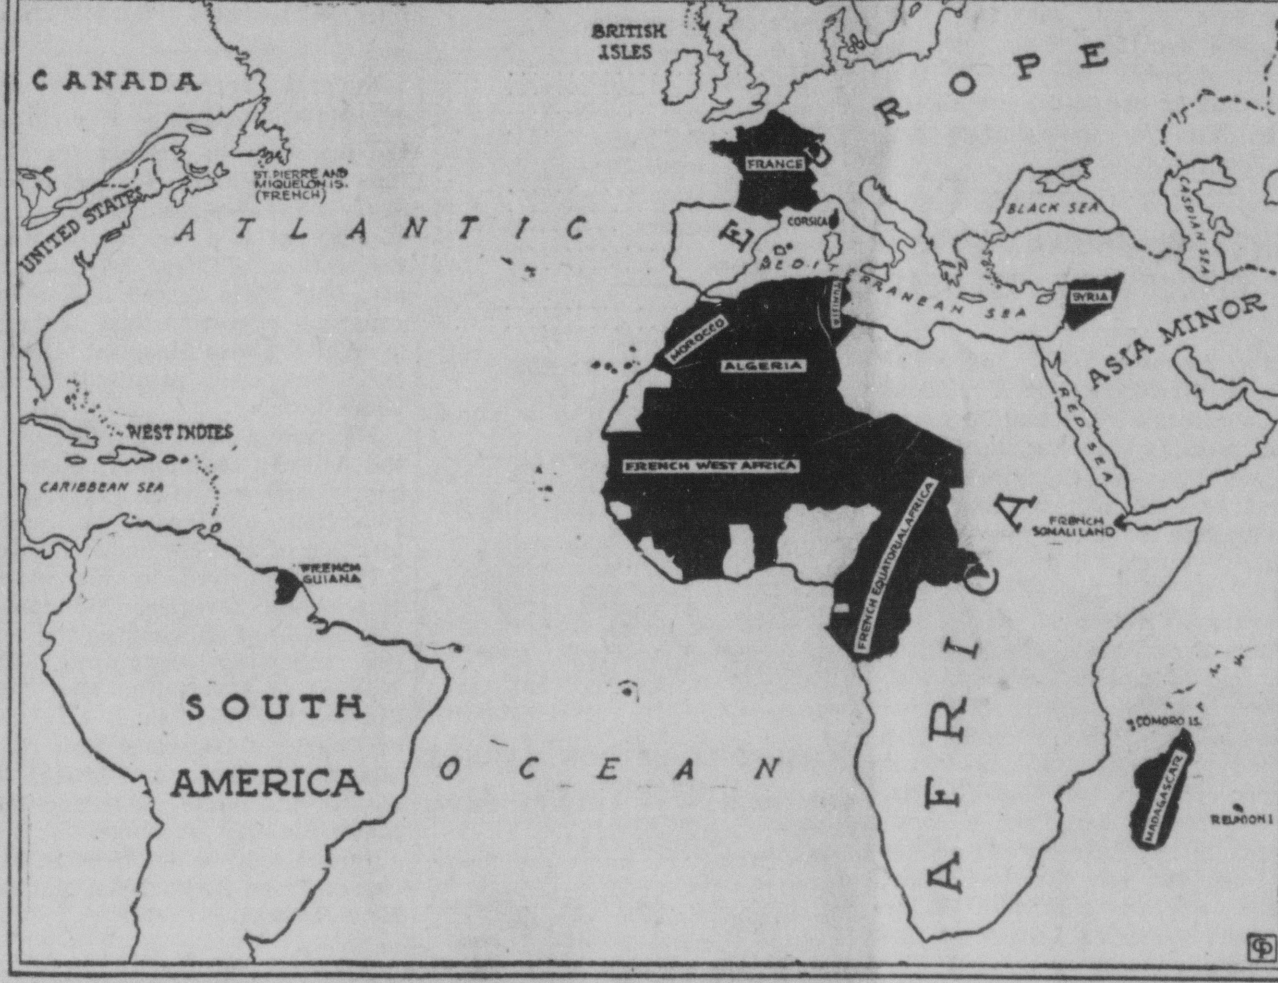 BRITISH
ISLES
CANADA
EUROPE
FRANCE
ST. PIERRE AND
MIQUELON IS.
(FRENCH)
UNITED STATES
ATLANTIC
CORSICA
BLACK SEA
CASPIAN SEA
MEDITERRANEAN SEA
TUNISIA
SYRIA
ASIA MINOR
MOROCCO
ALGERIA
RED SEA
WEST INDIES
CARIBBEAN SEA
FRENCH WEST AFRICA
FRENCH EQUATORIAL AFRICA
FRENCH
SOMALILAND
FRENCH
GUIANA
AFRICA
SOUTH
AMERICA
OCEAN
COMORO IS.
MADAGASCAR
REUNION I